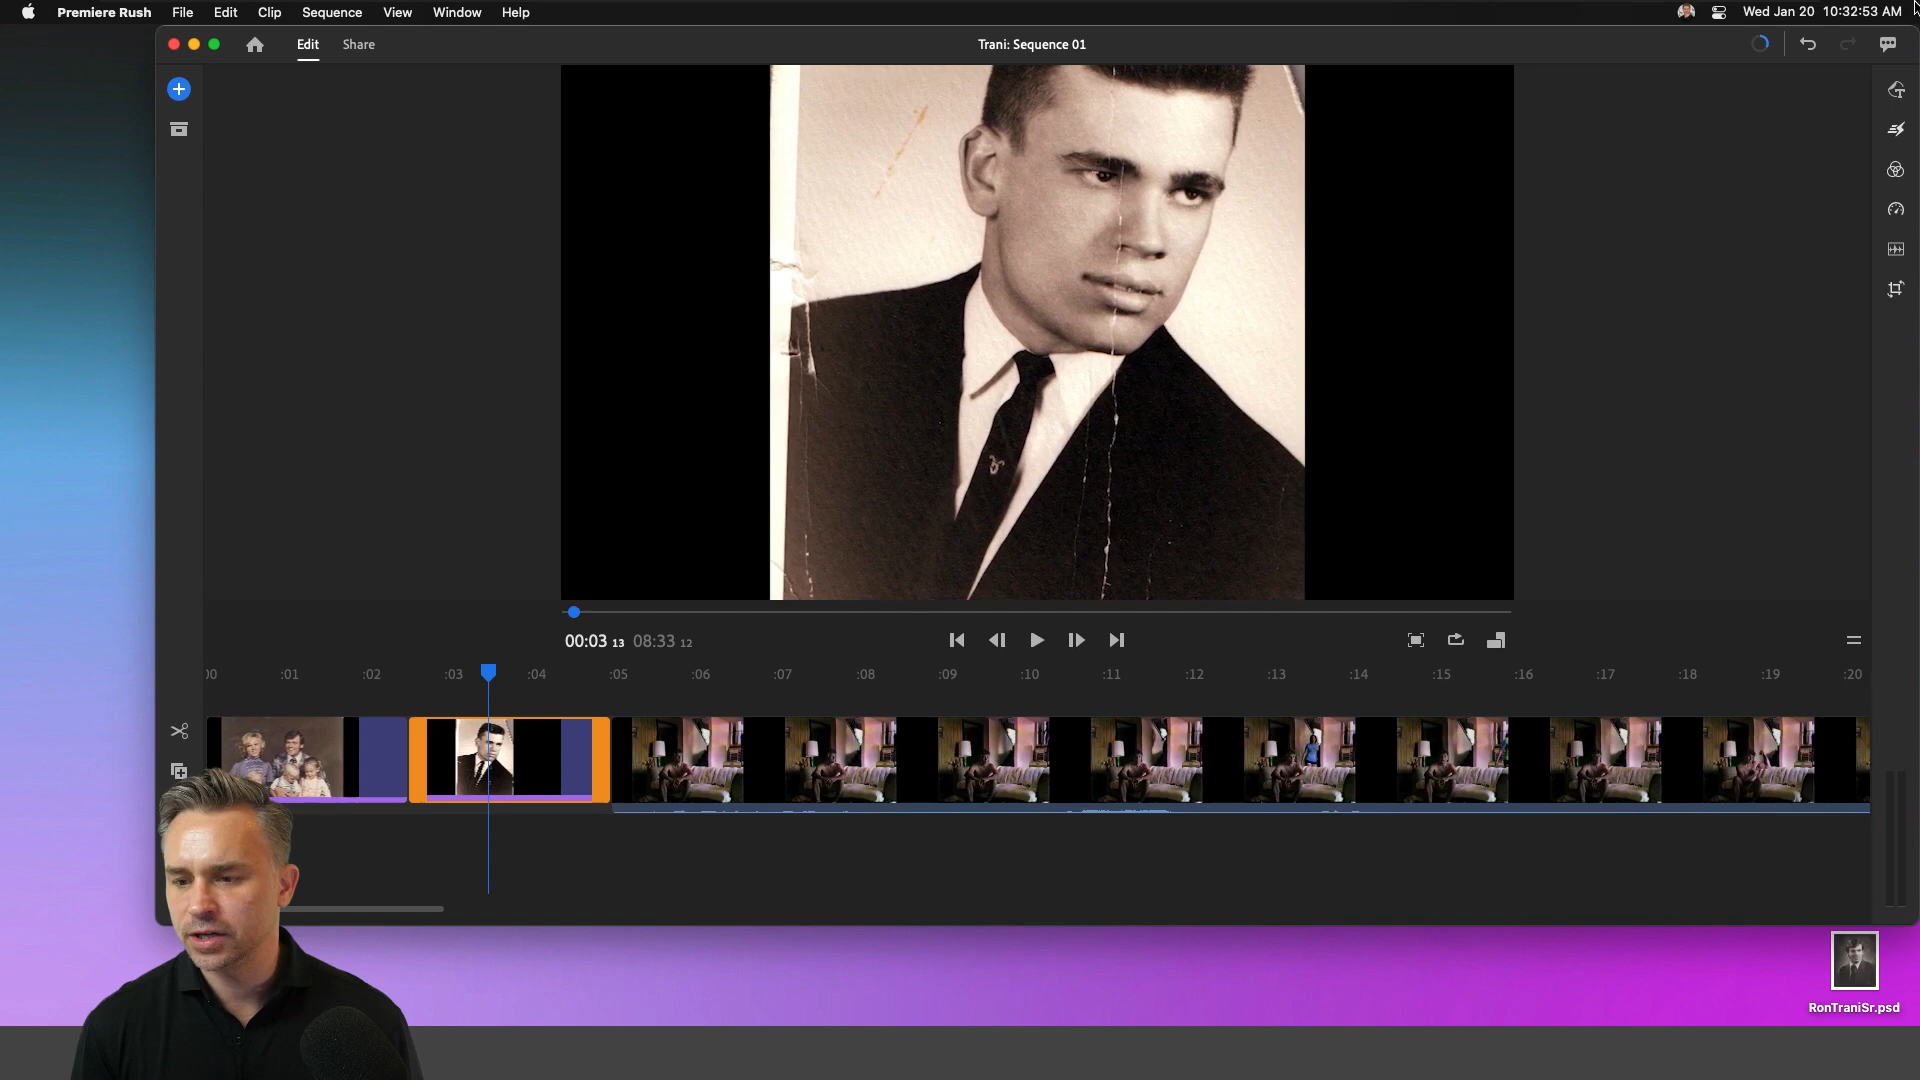 Premiere Rush File Edit Clip Sequence View Window Help Wed Jan 20 10:32:53 AM
Edit Share Trani: Sequence 01
00:03 13 08:33 12
00 :01 :02 :03 :04 :05 :06 :07 :08 :09 :10 :11 :12 :13 :14 :15 :16 :17 :18 :19 :20
RonTraniSr.psd